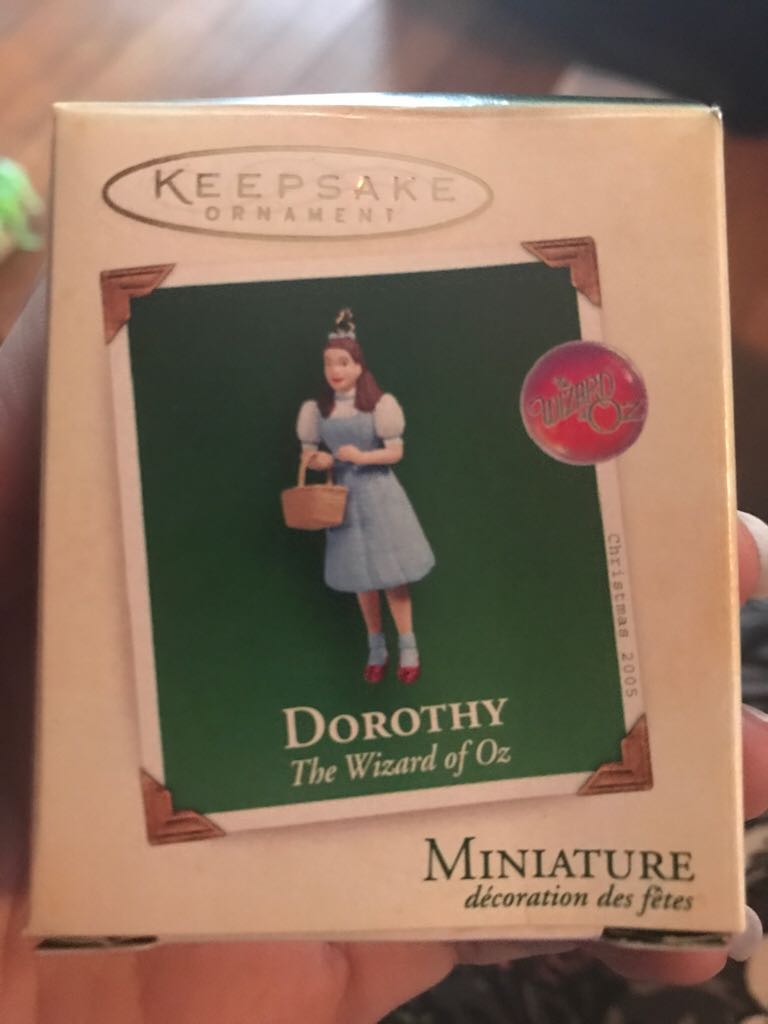 KEEPSAKE
ORNAMENT
The
WIZARD
of OZ
Christmas 2005
DOROTHY
The Wizard of Oz
MINIATURE
décoration des fêtes